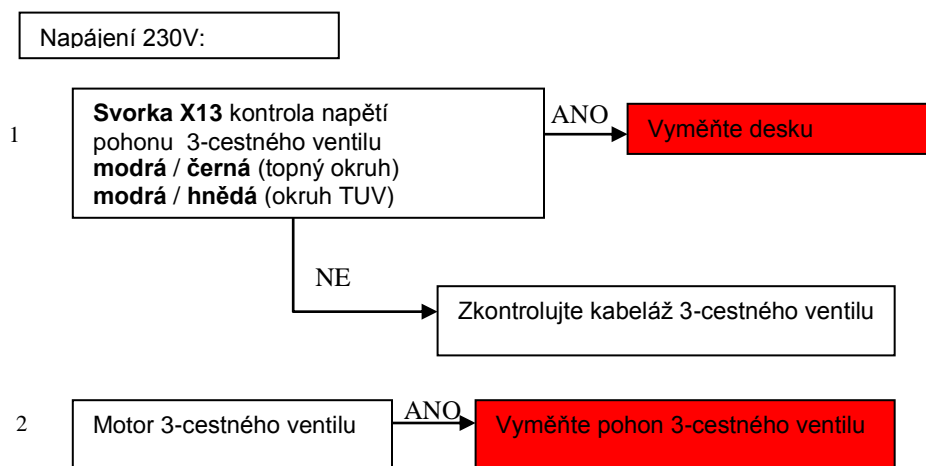 Napájení 230V:
1
Svorka X13 kontrola napětí
pohonu 3-cestného ventilu
modrá / černá (topný okruh)
modrá / hnědá (okruh TUV)
ANO
Vyměňte desku
NE
Zkontrolujte kabeláž 3-cestného ventilu
2
Motor 3-cestného ventilu
ANO
Vyměňte pohon 3-cestného ventilu